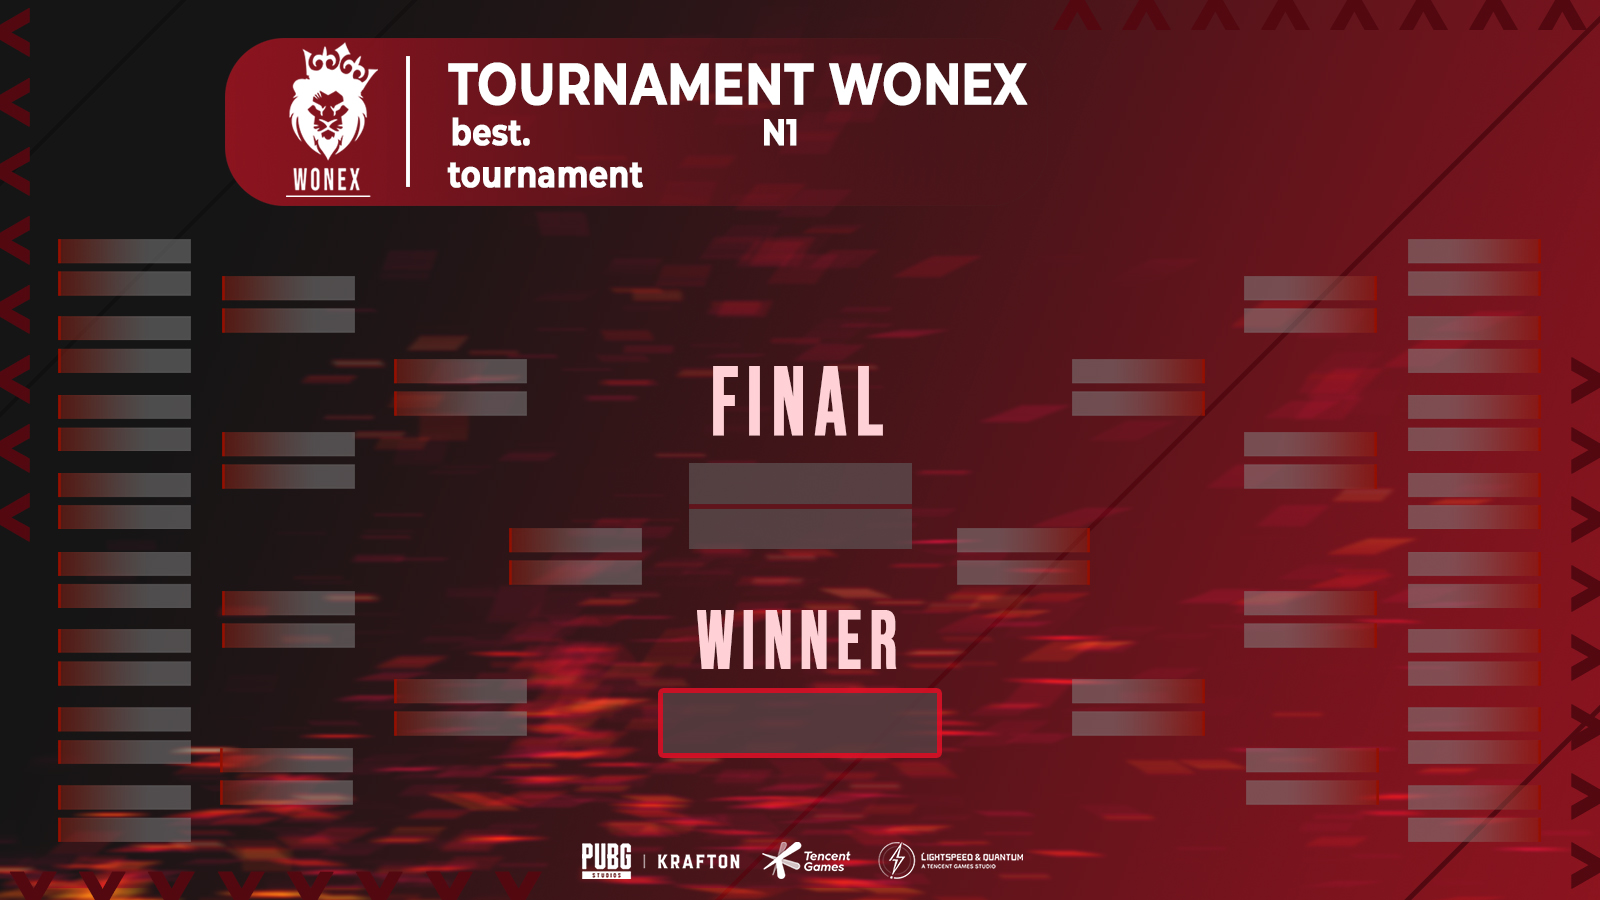 TOURNAMENT WONEX
best. N1
tournament
WONEX
FINAL
WINNER
PUBG
STUDIOS
KRAFTON
Tencent
Games
LIGHTSPEED & QUANTUM
A TENCENT GAMES STUDIO